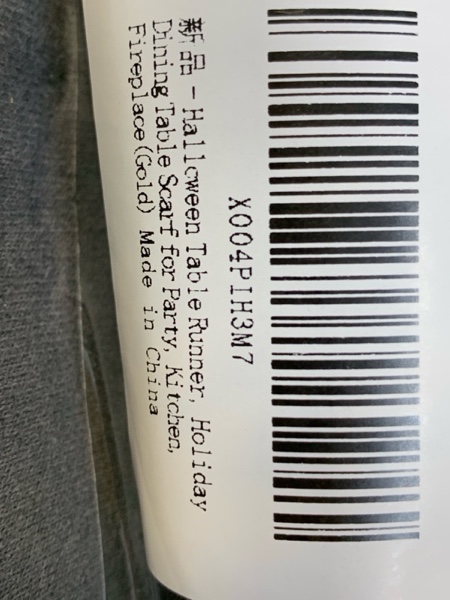 X004PIH3M7
新品 - Halloween Table Runner, Holiday
Dining Table Scarf for Party, Kitchen,
Fireplace(Gold) Made in China